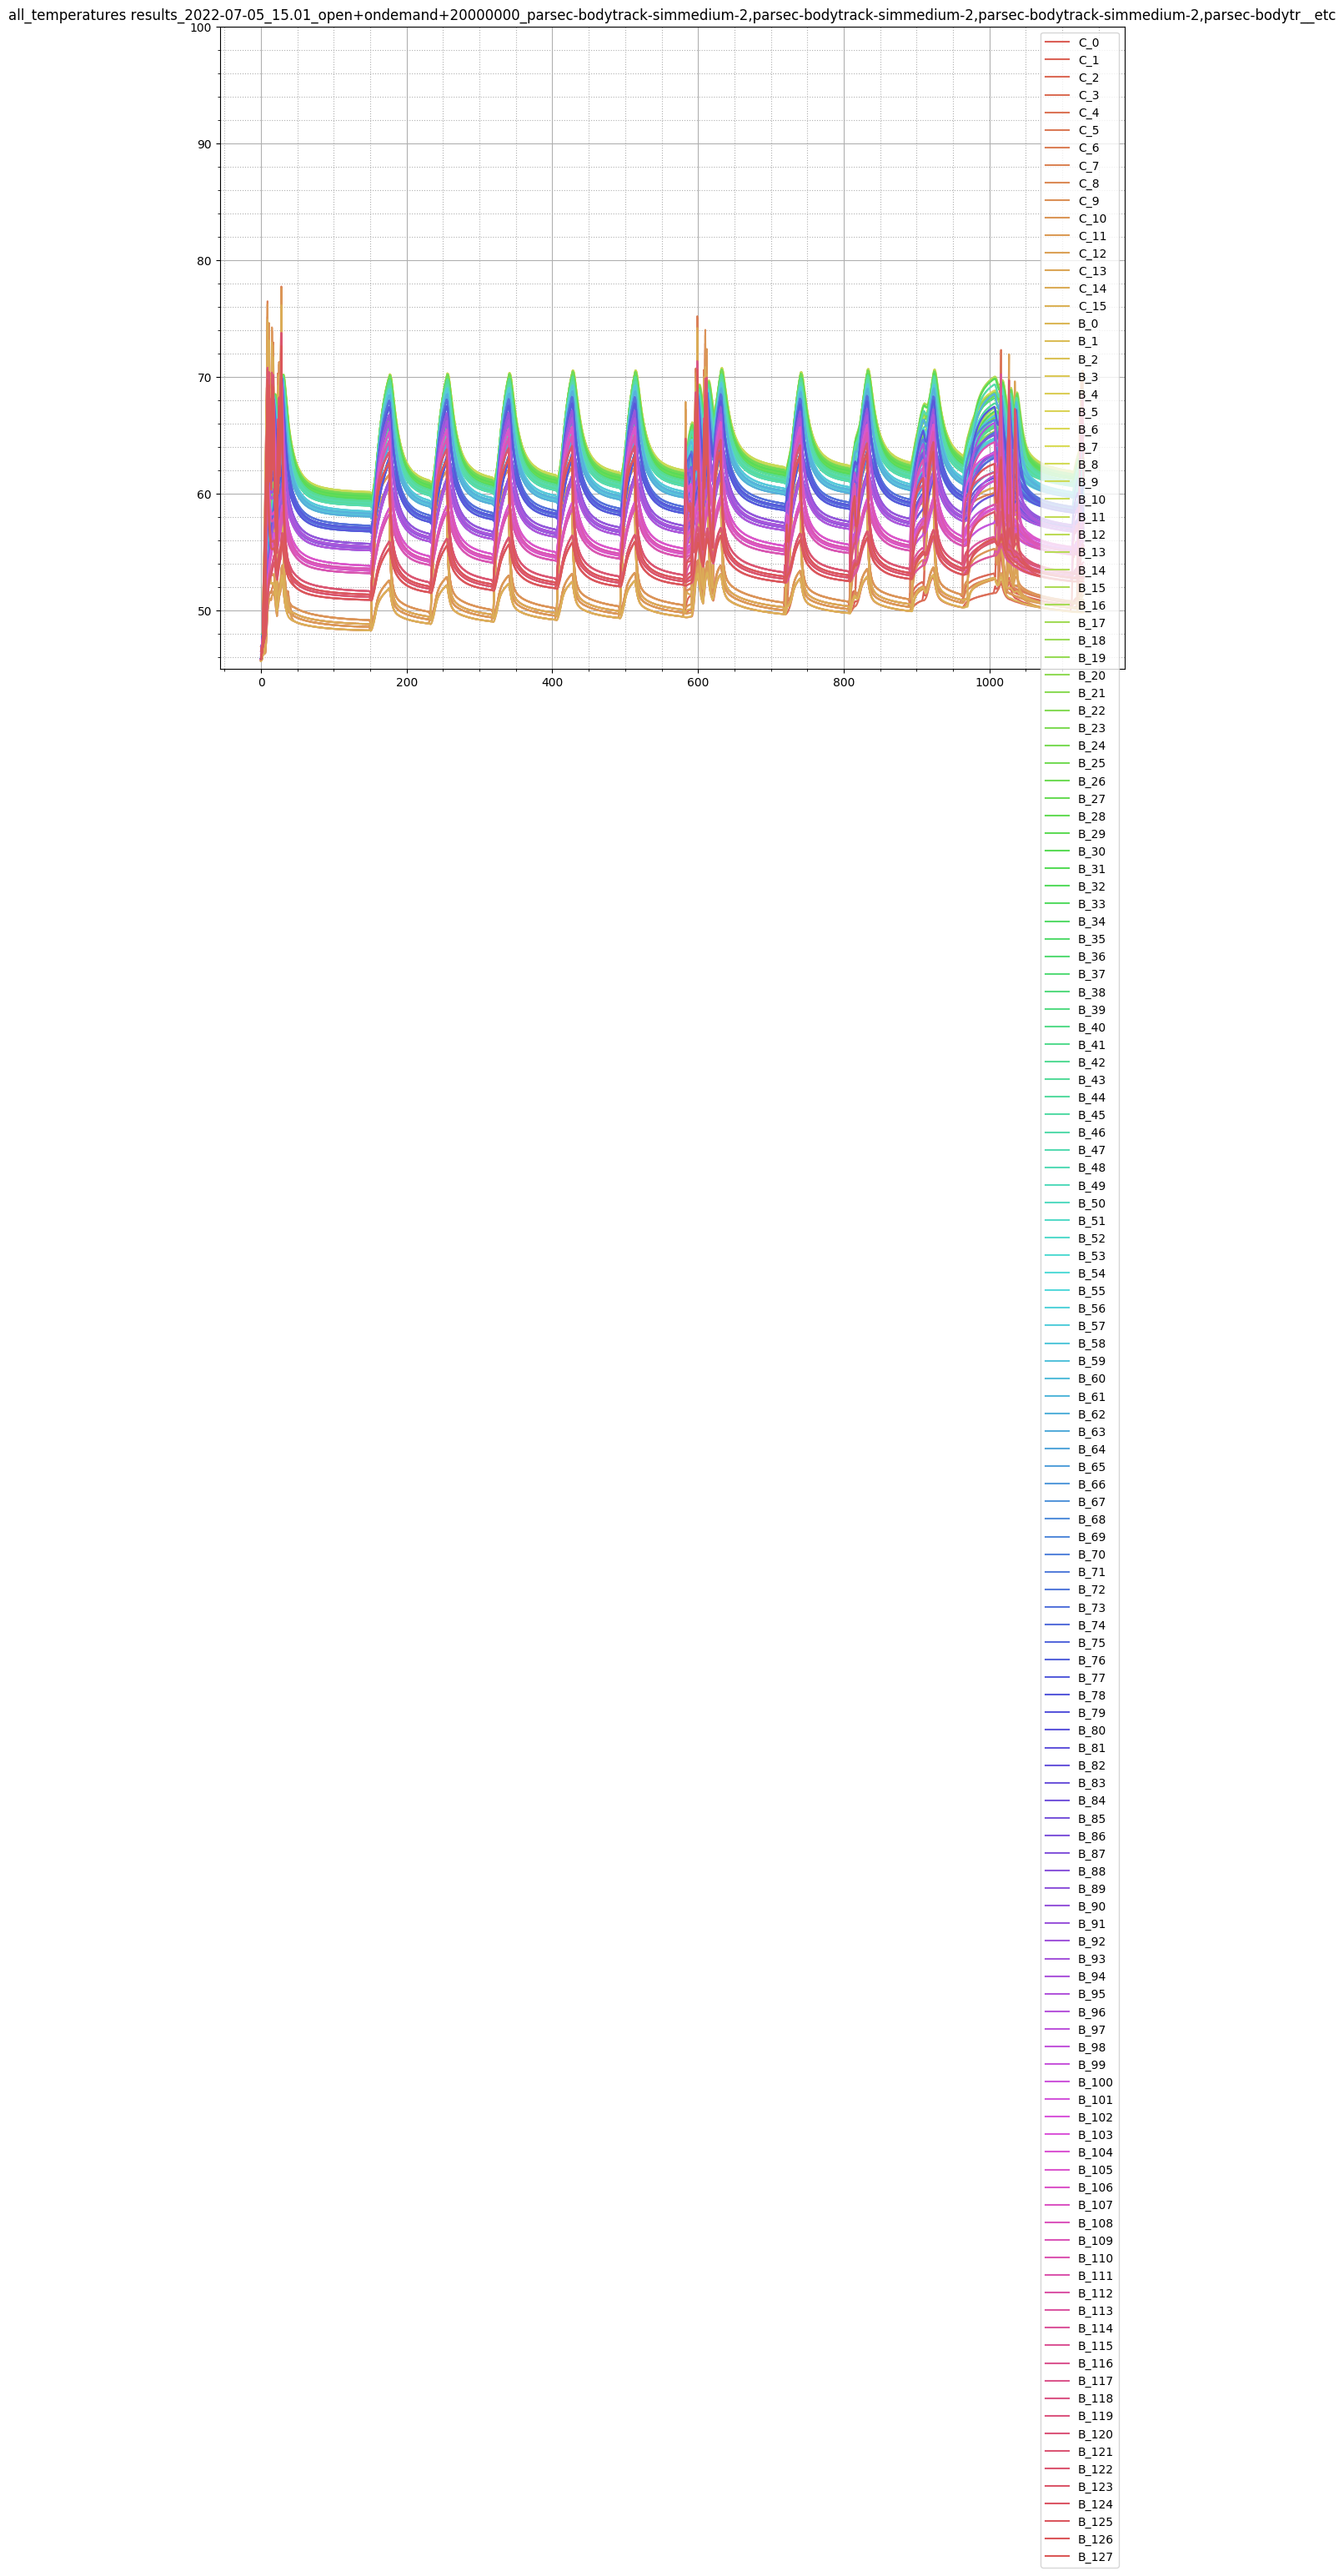 all_temperatures results_2022-07-05_15.01_open+ondemand+20000000_parsec-bodytrack-simmedium-2,parsec-bodytrack-simmedium-2,parsec-bodytrack-simmedium-2,parsec-bodytr__etc
100
90
80
70
60
50
0
200
400
600
800
1000
C_0
C_1
C_2
C_3
C_4
C_5
C_6
C_7
C_8
C_9
C_10
C_11
C_12
C_13
C_14
C_15
B_0
B_1
B_2
B_3
B_4
B_5
B_6
B_7
B_8
B_9
B_10
B_11
B_12
B_13
B_14
B_15
B_16
B_17
B_18
B_19
B_20
B_21
B_22
B_23
B_24
B_25
B_26
B_27
B_28
B_29
B_30
B_31
B_32
B_33
B_34
B_35
B_36
B_37
B_38
B_39
B_40
B_41
B_42
B_43
B_44
B_45
B_46
B_47
B_48
B_49
B_50
B_51
B_52
B_53
B_54
B_55
B_56
B_57
B_58
B_59
B_60
B_61
B_62
B_63
B_64
B_65
B_66
B_67
B_68
B_69
B_70
B_71
B_72
B_73
B_74
B_75
B_76
B_77
B_78
B_79
B_80
B_81
B_82
B_83
B_84
B_85
B_86
B_87
B_88
B_89
B_90
B_91
B_92
B_93
B_94
B_95
B_96
B_97
B_98
B_99
B_100
B_101
B_102
B_103
B_104
B_105
B_106
B_107
B_108
B_109
B_110
B_111
B_112
B_113
B_114
B_115
B_116
B_117
B_118
B_119
B_120
B_121
B_122
B_123
B_124
B_125
B_126
B_127